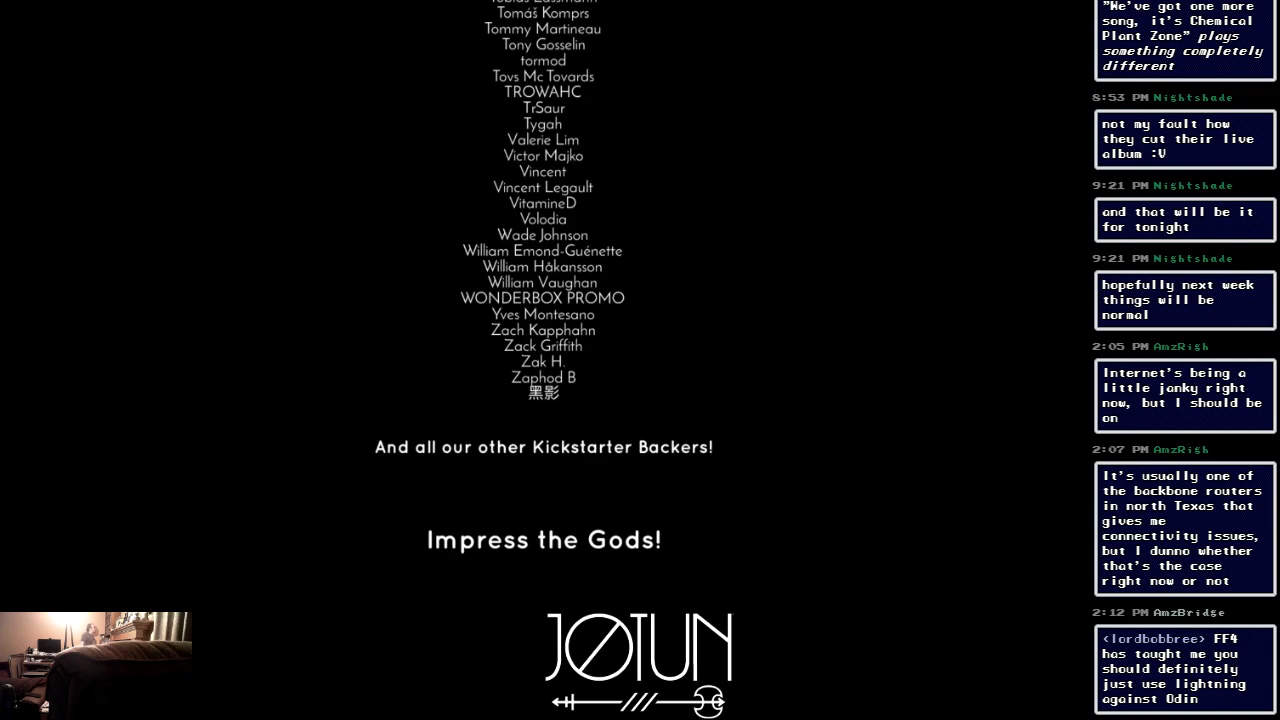 Tomáš Komprs
Tommy Martineau
Tony Gosselin
tormod
Tovs Mc Tovards
TROWAHC
TrSaur
Tygah
Valerie Lim
Victor Majko
Vincent
Vincent Legault
VitamineD
Volodia
Wade Johnson
William Emond-Guénette
William Håkansson
William Vaughan
WONDERBOX PROMO
Yves Montesano
Zach Kapphahn
Zack Griffith
Zak H.
Zaphod B
黑影
And all our other Kickstarter Backers!
Impress the Gods!
JØTUN
"We've got one more
song, it's Chemical
Plant Zone" plays
something completely
different
8:53 PM Nightshade
not my fault how
they cut their live
album :V
9:21 PM Nightshade
and that will be it
for tonight
9:21 PM Nightshade
hopefully next week
things will be
normal
2:05 PM AmzRigh
Internet's being a
little janky right
now, but I should be
on
2:07 PM AmzRigh
It's usually one of
the backbone routers
in north Texas that
gives me
connectivity issues,
but I dunno whether
that's the case
right now or not
2:12 PM AmzBridge
<lordbobbree> FF4
has taught me you
should definitely
just use lightning
against Odin